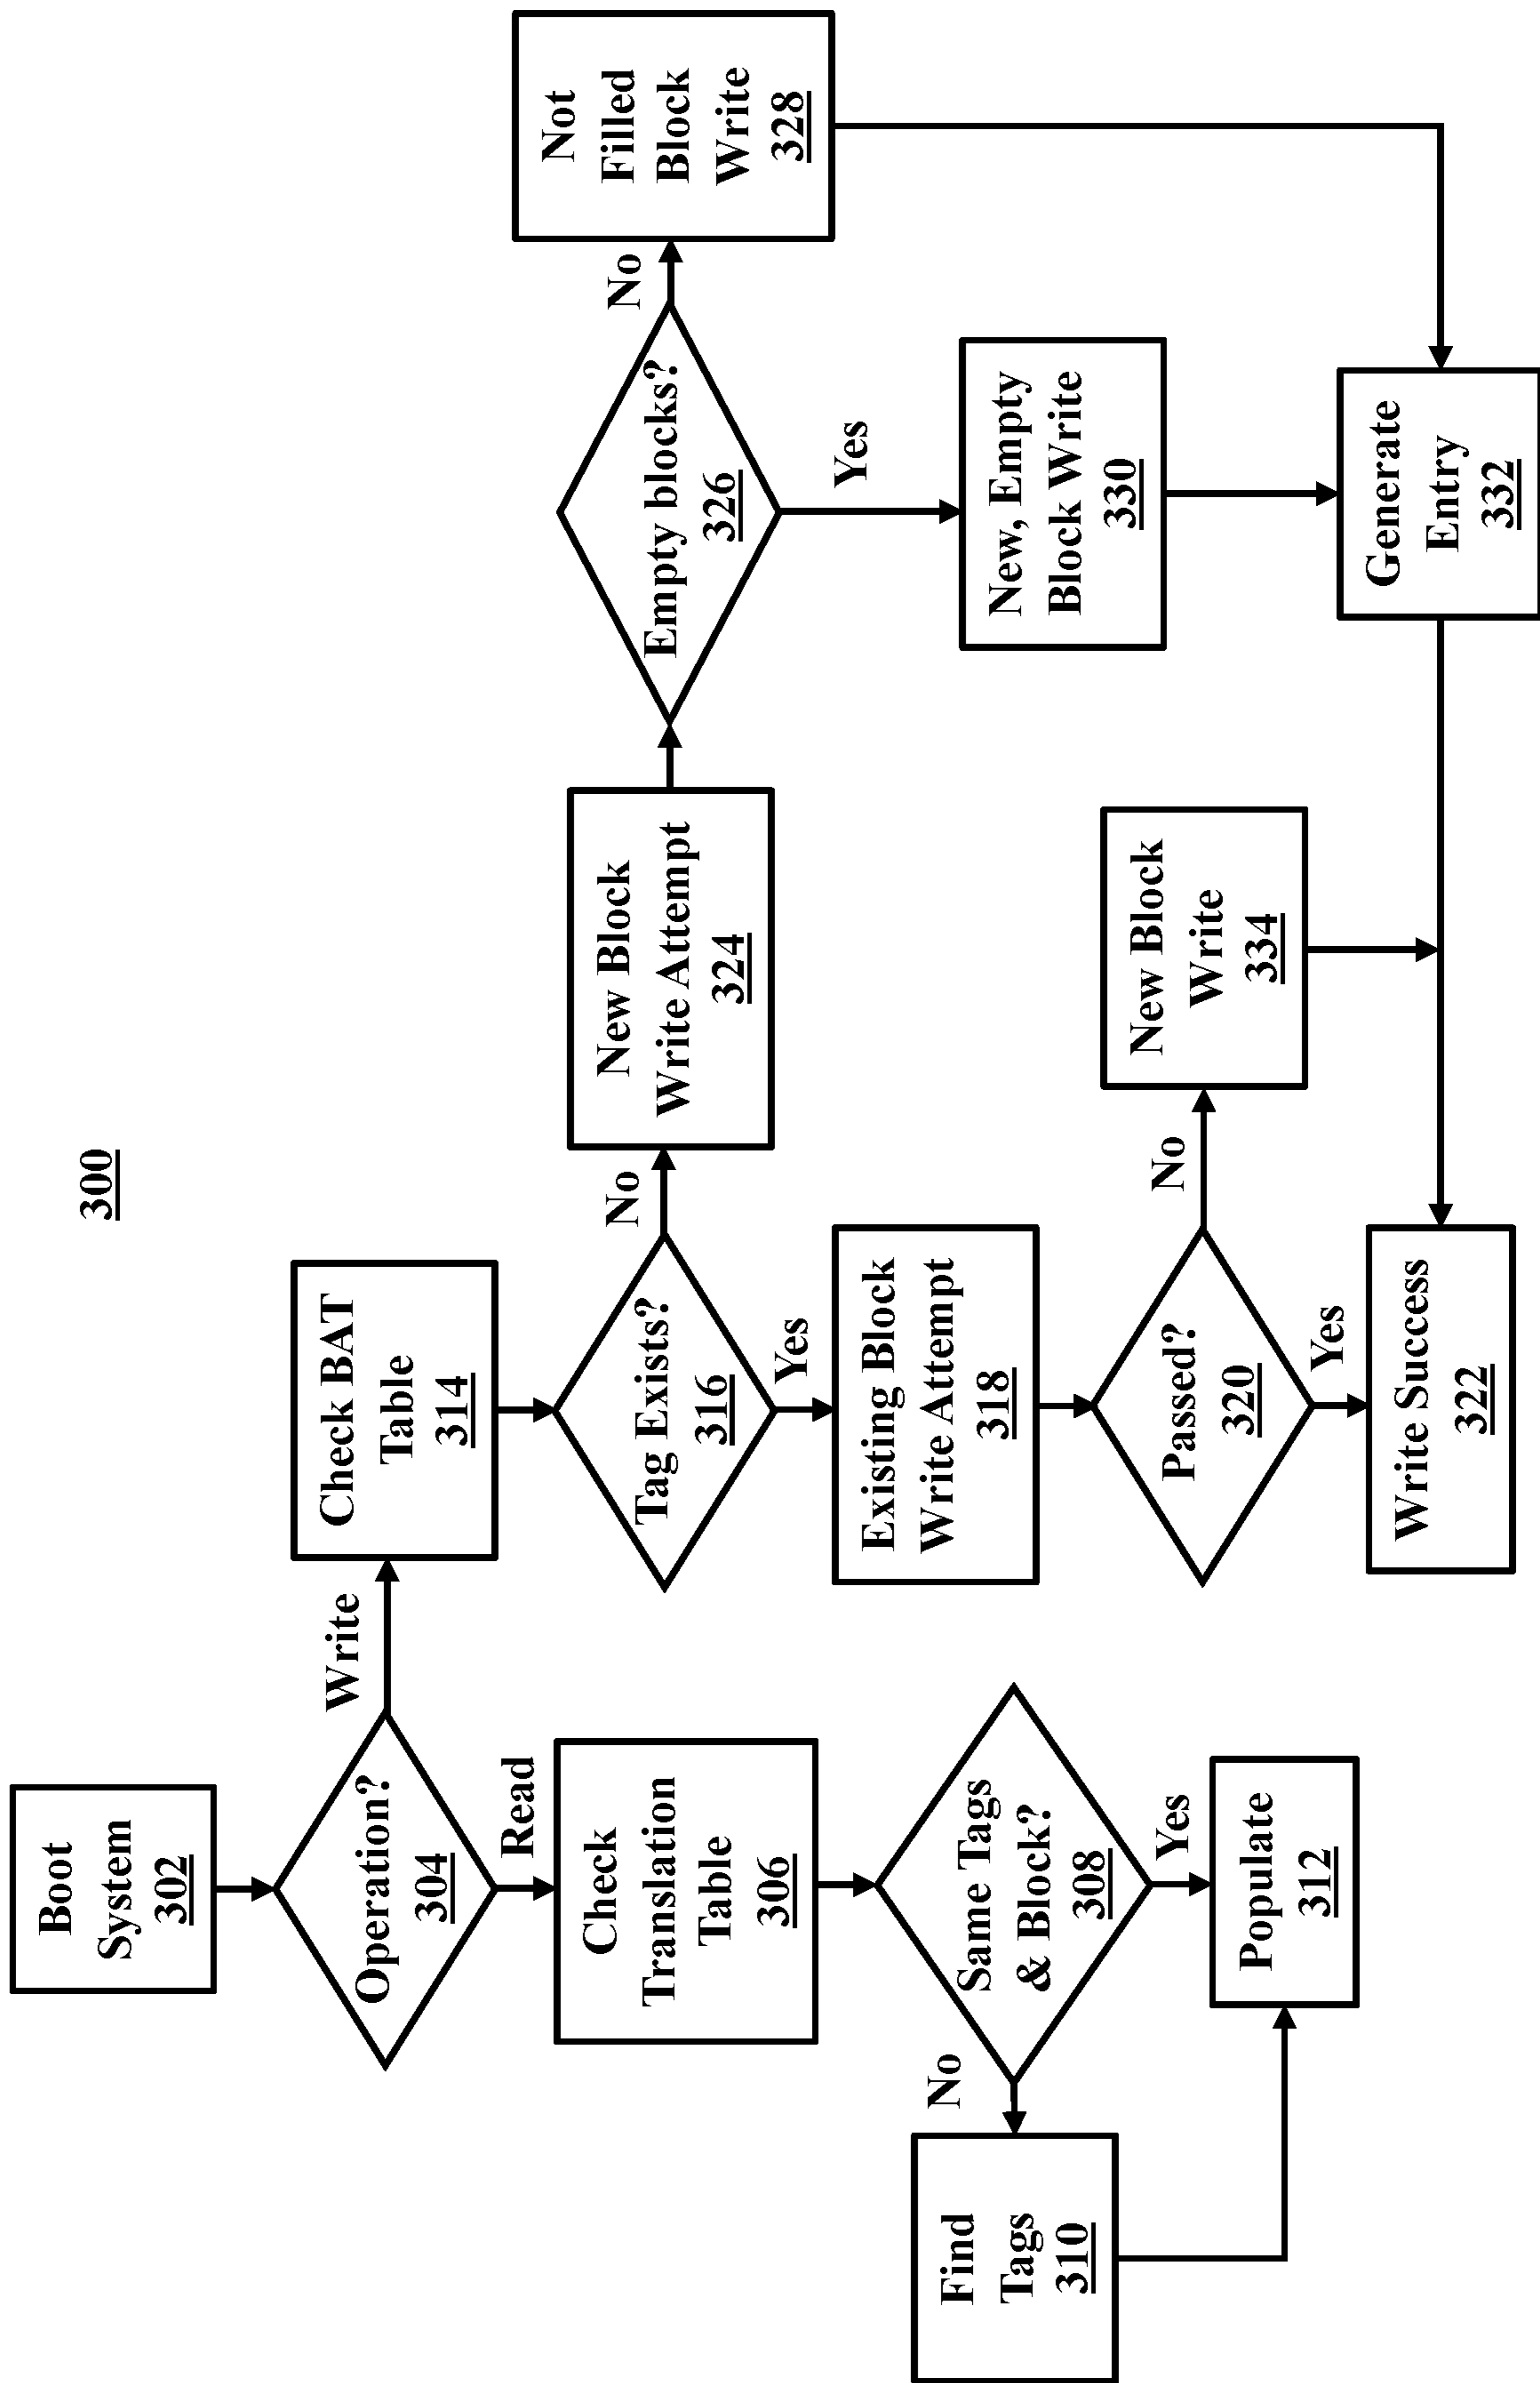 300
Boot
System
302
Operation?
304
Write
Read
Check
Translation
Table
306
Same Tags
& Block?
308
No
Yes
Find
Tags
310
Populate
312
Check BAT
Table
314
Tag Exists?
316
No
Yes
Existing Block
Write Attempt
318
Passed?
320
No
Yes
Write Success
322
New Block
Write Attempt
324
Empty blocks?
326
No
Yes
Not
Filled
Block
Write
328
New, Empty
Block Write
330
Generate
Entry
332
New Block
Write
334